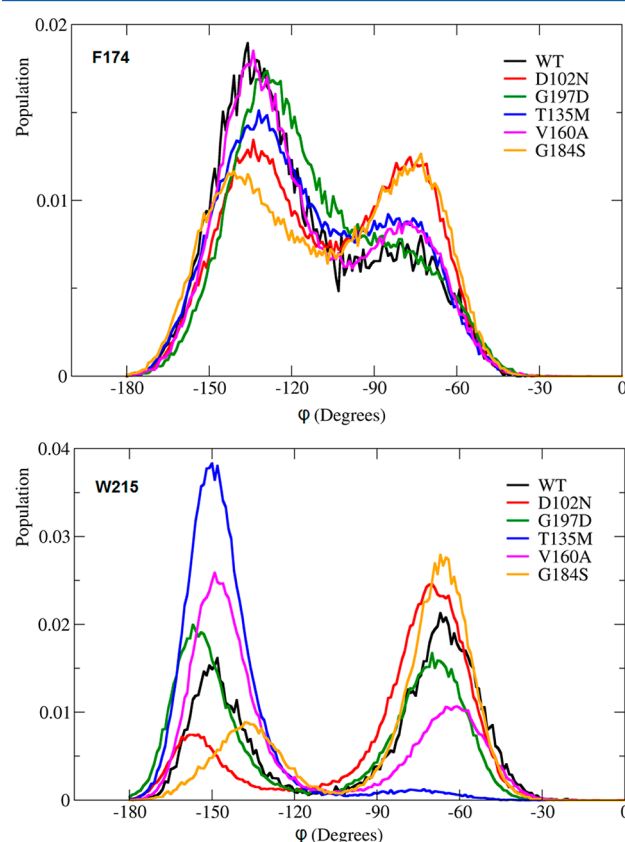 0.02
F174
Population
WT
D102N
G197D
T135M
V160A
G184S
0.01
0
-180 -150 -120 -90 -60 -30 0
φ (Degrees)
0.04
W215
Population
WT
D102N
G197D
T135M
V160A
G184S
0.03
0.02
0.01
0
-180 -150 -120 -90 -60 -30 0
φ (Degrees)